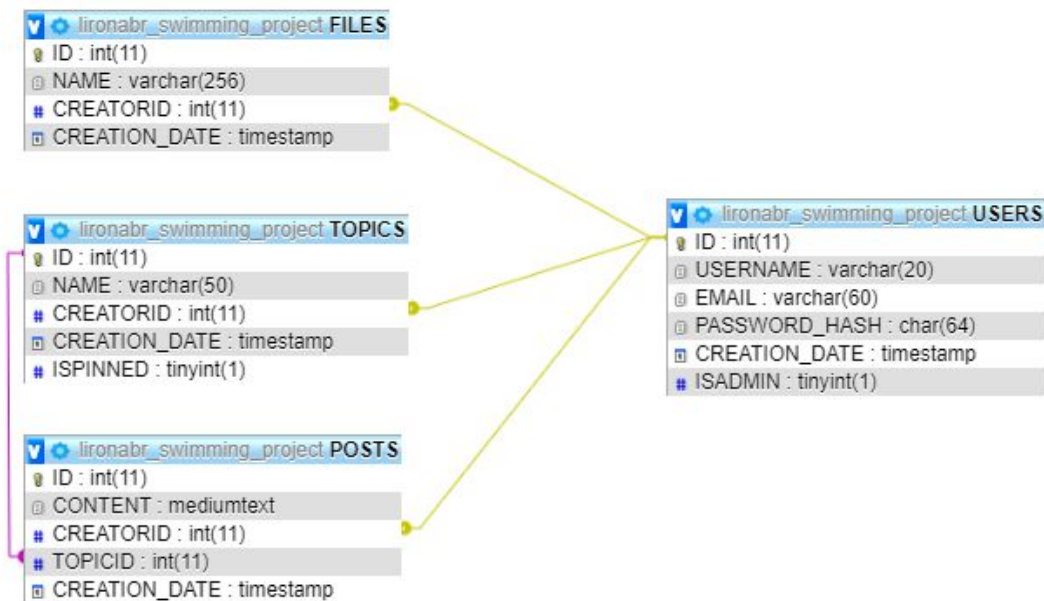 lironabr_swimming_project FILES
ID : int(11)
NAME : varchar(256)
CREATORID : int(11)
CREATION_DATE : timestamp
lironabr_swimming_project TOPICS
ID : int(11)
NAME : varchar(50)
CREATORID : int(11)
CREATION_DATE : timestamp
ISPINNED : tinyint(1)
lironabr_swimming_project POSTS
ID : int(11)
CONTENT : mediumtext
CREATORID : int(11)
TOPICID : int(11)
CREATION_DATE : timestamp
lironabr_swimming_project USERS
ID : int(11)
USERNAME : varchar(20)
EMAIL : varchar(60)
PASSWORD_HASH : char(64)
CREATION_DATE : timestamp
ISADMIN : tinyint(1)